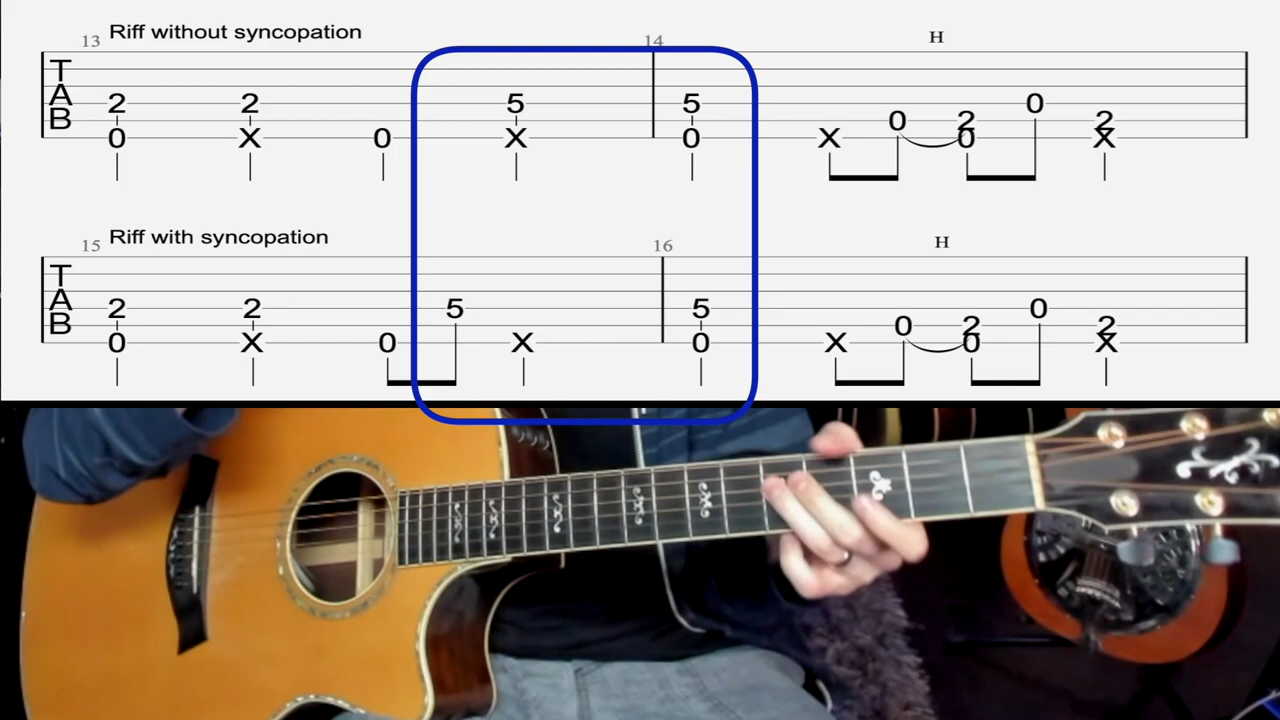 13 Riff without syncopation 14 H
T
A
B
2 2 5 5 0
0 2 2
0 X 0 X 0 X 0 X
15 Riff with syncopation 16 H
T
A
B
2 2 5 5 0
0 2 2
0 X 0 X 0 X 0 X